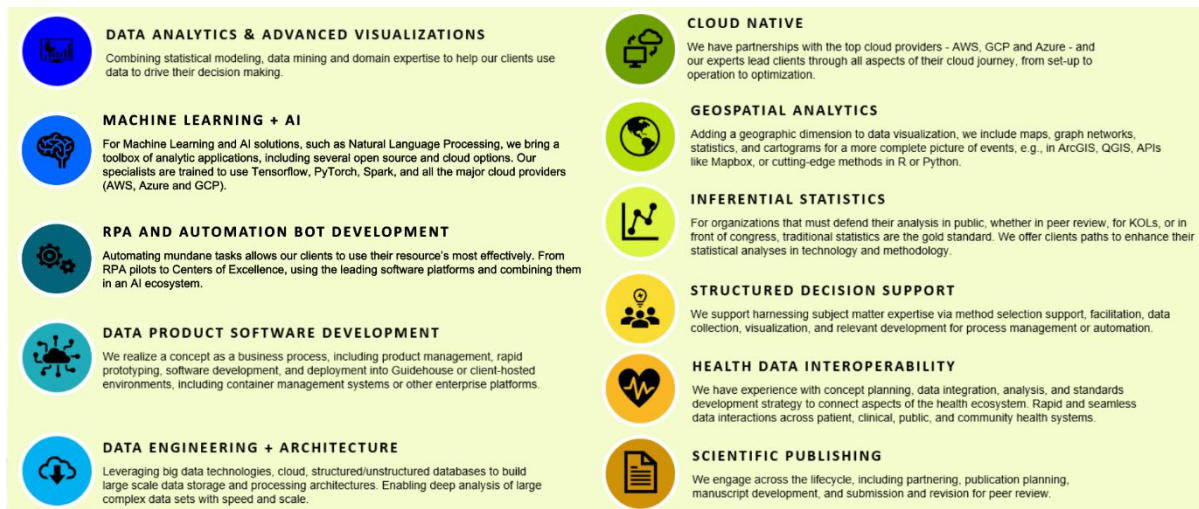 DATA ANALYTICS & ADVANCED VISUALIZATIONS
Combining statistical modeling, data mining and domain expertise to help our clients use
data to drive their decision making.
MACHINE LEARNING + AI
For Machine Learning and AI solutions, such as Natural Language Processing, we bring a
toolbox of analytic applications, including several open source and cloud options. Our
specialists are trained to use Tensorflow, PyTorch, Spark, and all the major cloud providers
(AWS, Azure and GCP).
RPA AND AUTOMATION BOT DEVELOPMENT
Automating mundane tasks allows our clients to use their resource's most effectively. From
RPA pilots to Centers of Excellence, using the leading software platforms and combining them
in an AI ecosystem.
DATA PRODUCT SOFTWARE DEVELOPMENT
We realize a concept as a business process, including product management, rapid
prototyping, software development, and deployment into Guidehouse or client-hosted
environments, including container management systems or other enterprise platforms.
DATA ENGINEERING + ARCHITECTURE
Leveraging big data technologies, cloud, structured/unstructured databases to build
large scale data storage and processing architectures. Enabling deep analysis of large
complex data sets with speed and scale.
CLOUD NATIVE
We have partnerships with the top cloud providers - AWS, GCP and Azure - and
our experts lead clients through all aspects of their cloud journey, from set-up to
operation to optimization.
GEOSPATIAL ANALYTICS
Adding a geographic dimension to data visualization, we include maps, graph networks,
statistics, and cartograms for a more complete picture of events, e.g., in ArcGIS, QGIS, APIs
like Mapbox, or cutting-edge methods in R or Python.
INFERENTIAL STATISTICS
For organizations that must defend their analysis in public, whether in peer review, for KOLs, or in
front of congress, traditional statistics are the gold standard. We offer clients paths to enhance their
statistical analyses in technology and methodology.
STRUCTURED DECISION SUPPORT
We support harnessing subject matter expertise via method selection support, facilitation, data
collection, visualization, and relevant development for process management or automation.
HEALTH DATA INTEROPERABILITY
We have experience with concept planning, data integration, analysis, and standards
development strategy to connect aspects of the health ecosystem. Rapid and seamless
data interactions across patient, clinical, public, and community health systems.
SCIENTIFIC PUBLISHING
We engage across the lifecycle, including partnering, publication planning,
manuscript development, and submission and revision for peer review.